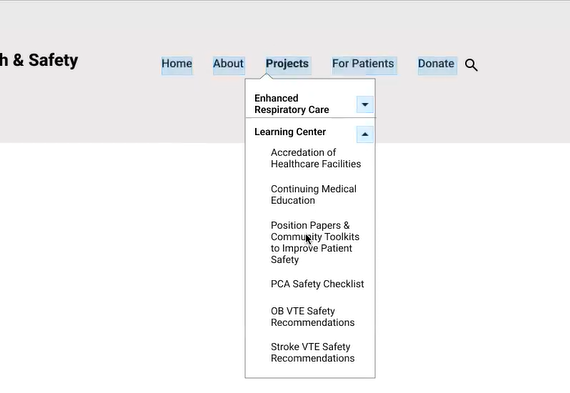 h & Safety
Home About Projects For Patients Donate
Enhanced
Respiratory Care
Learning Center
Accredation of
Healthcare Facilities
Continuing Medical
Education
Position Papers &
Community Toolkits
to Improve Patient
Safety
PCA Safety Checklist
OB VTE Safety
Recommendations
Stroke VTE Safety
Recommendations